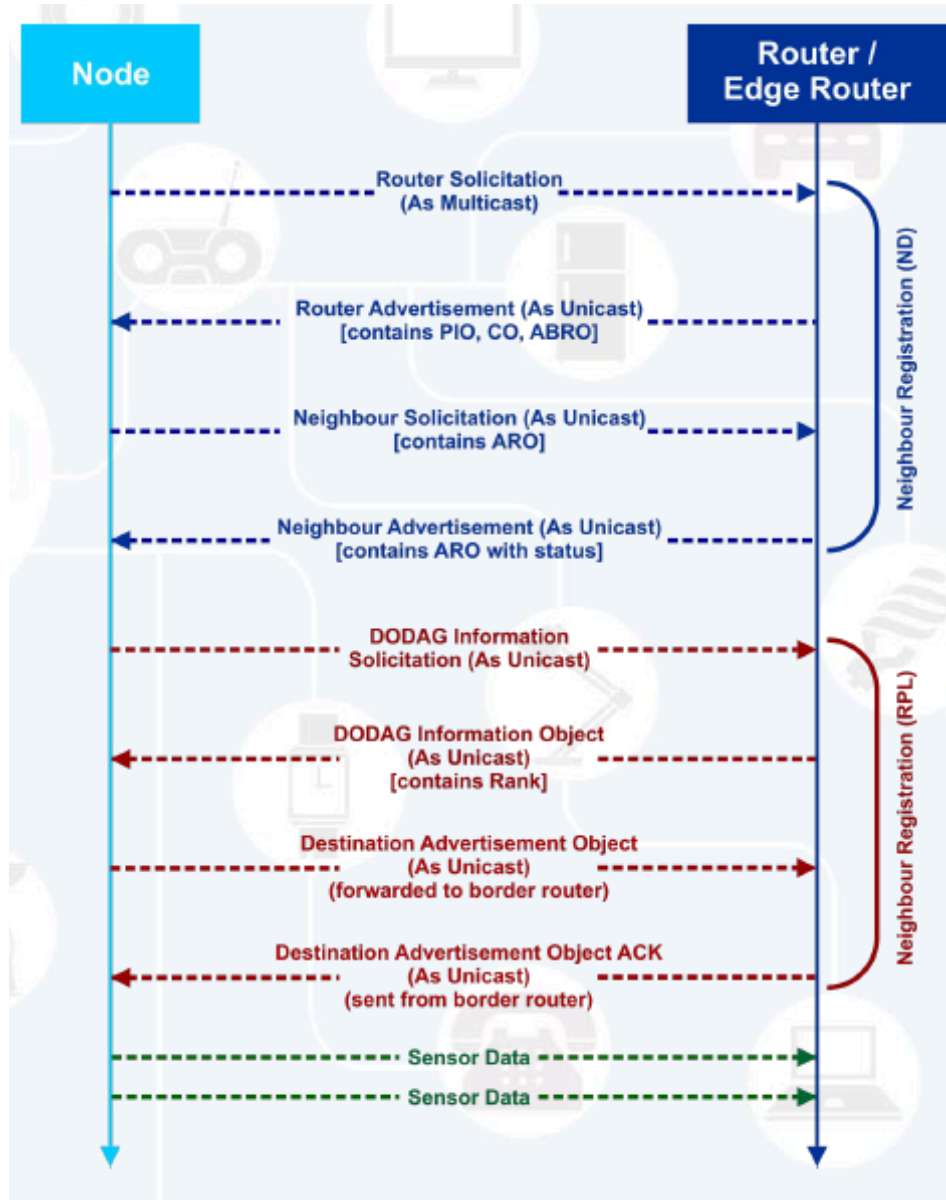 Node
Router /
Edge Router
Router Solicitation
(As Multicast)
Router Advertisement (As Unicast)
[contains PIO, CO, ABRO]
Neighbour Solicitation (As Unicast)
[contains ARO]
Neighbour Advertisement (As Unicast)
[contains ARO with status]
Neighbour Registration (ND)
DODAG Information
Solicitation (As Unicast)
DODAG Information Object
(As Unicast)
[contains Rank]
Destination Advertisement Object
(As Unicast)
(forwarded to border router)
Destination Advertisement Object ACK
(As Unicast)
(sent from border router)
Neighbour Registration (RPL)
Sensor Data
Sensor Data